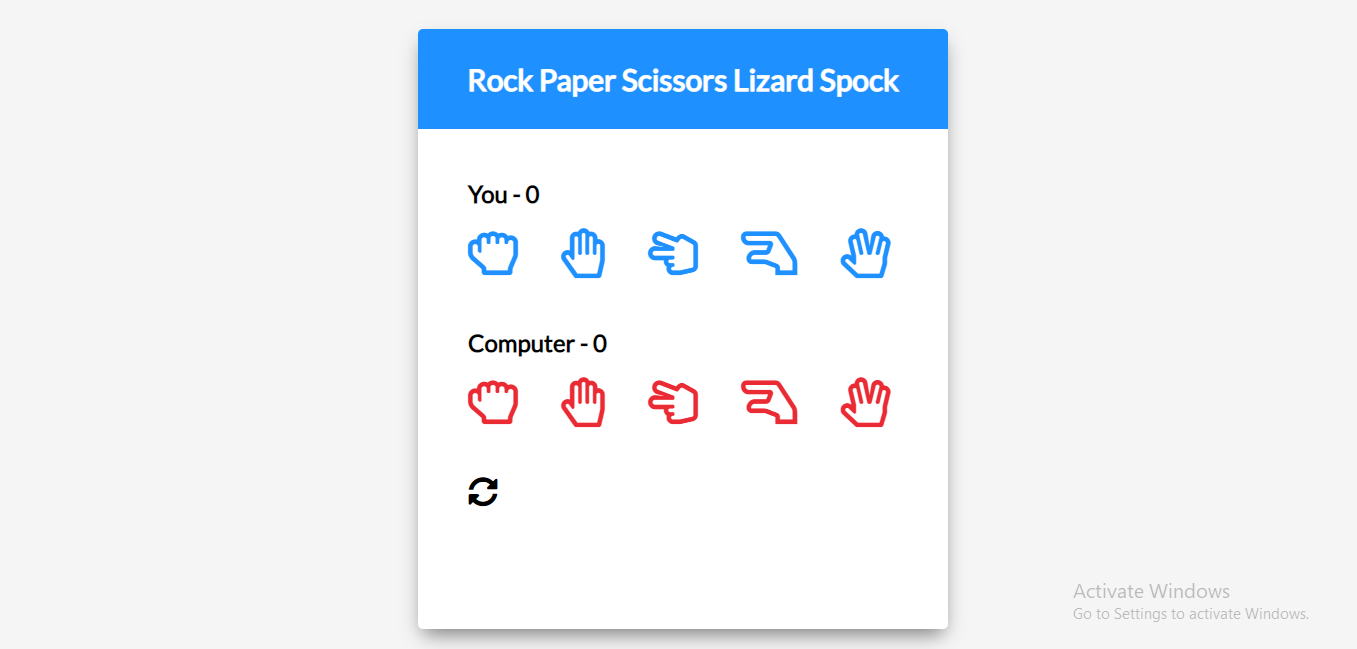 Rock Paper Scissors Lizard Spock
You - 0
Computer - 0
Activate Windows
Go to Settings to activate Windows.